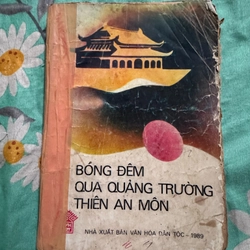 BÓNG ĐÊM
QUA QUẢNG TRƯỜNG
THIÊN AN MÔN
NHÀ XUẤT BẢN VĂN HÓA DÂN TỘC - 1989